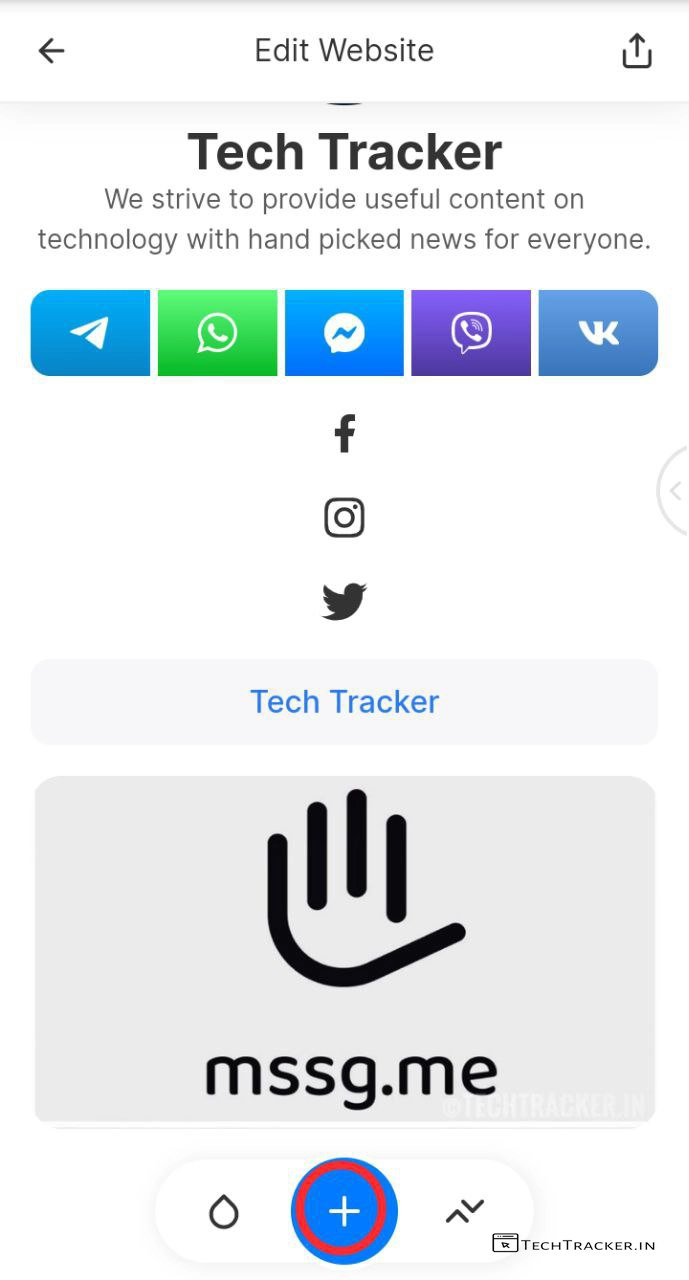 Edit Website
Tech Tracker
We strive to provide useful content on
technology with hand picked news for everyone.
Tech Tracker
mssg.me
©TECHTRACKER.IN
TECHTRACKER.IN